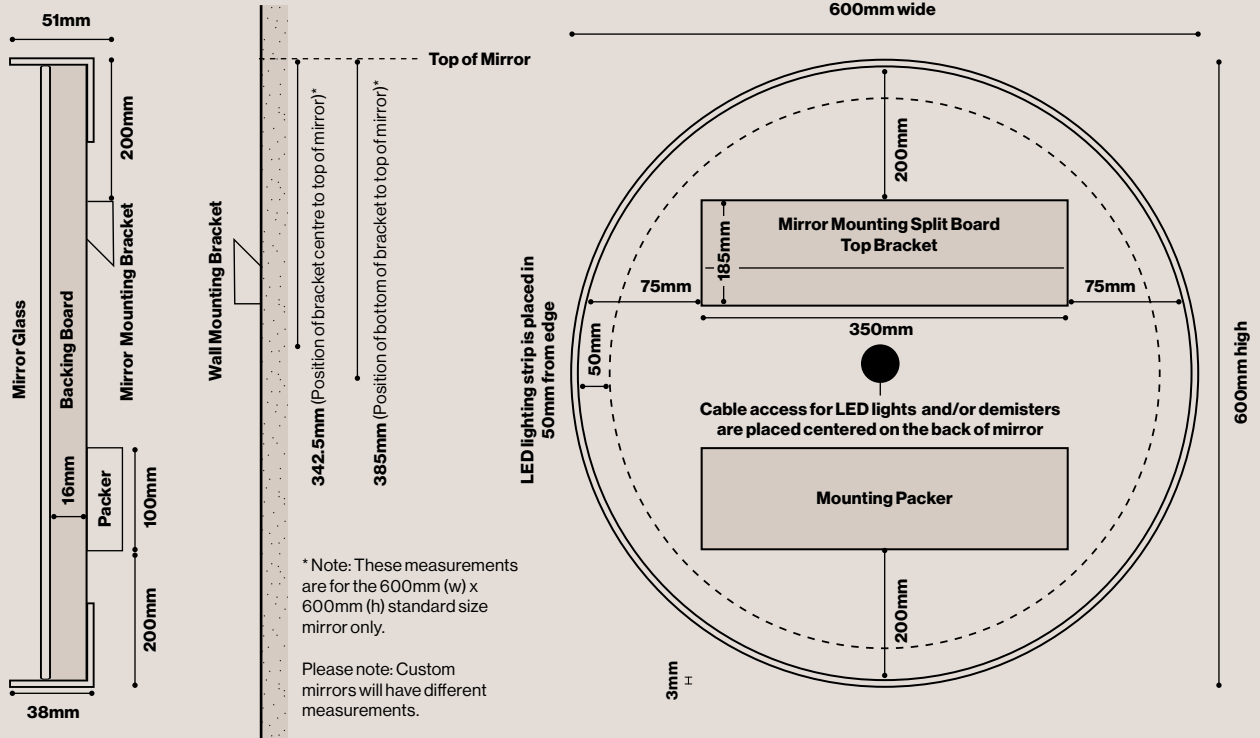 51mm
200mm
Mirror Glass
Backing Board
Mirror Mounting Bracket
16mm
Packer
100mm
200mm
38mm
Wall Mounting Bracket
Top of Mirror
342.5mm (Position of bracket centre to top of mirror)*
385mm (Position of bottom of bracket to top of mirror)*
* Note: These measurements
are for the 600mm (w) x
600mm (h) standard size
mirror only.
Please note: Custom
mirrors will have different
measurements.
LED lighting strip is placed in
50mm from edge
600mm wide
200mm
Mirror Mounting Split Board
Top Bracket
185mm
75mm
75mm
350mm
50mm
Cable access for LED lights and/or demisters
are placed centered on the back of mirror
Mounting Packer
200mm
3mm
600mm high